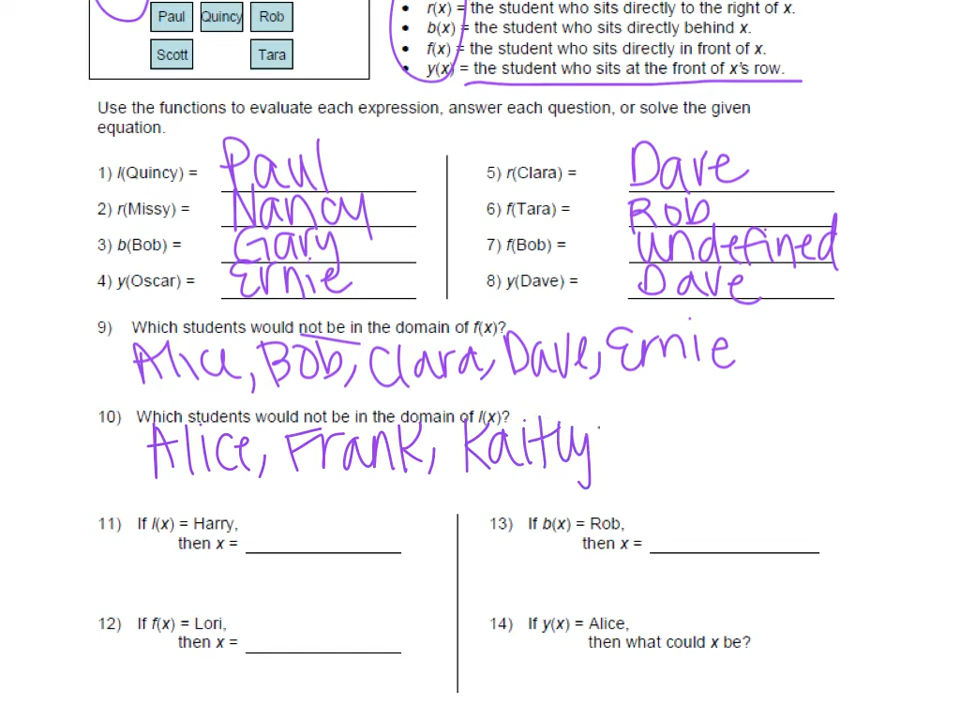 Paul Quincy Rob
Scott Tara
• r(x) = the student who sits directly to the right of x.
• b(x) = the student who sits directly behind x.
• f(x) = the student who sits directly in front of x.
• y(x) = the student who sits at the front of x's row.
Use the functions to evaluate each expression, answer each question, or solve the given
equation.
1) l(Quincy) = Paul
2) r(Missy) = Nancy
3) b(Bob) = Gary
4) y(Oscar) = Ernie
5) r(Clara) = Dave
6) f(Tara) = Rob
7) f(Bob) = undefined
8) y(Dave) = Dave
9) Which students would not be in the domain of f(x)?
Alice, Bob, Clara, Dave, Ernie
10) Which students would not be in the domain of l(x)?
Alice, Frank, Kaitly
11) If l(x) = Harry,
then x =
12) If f(x) = Lori,
then x =
13) If b(x) = Rob,
then x =
14) If y(x) = Alice,
then what could x be?